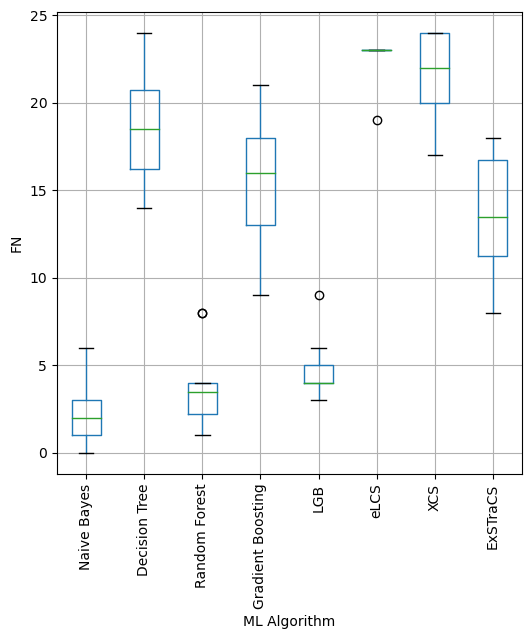 25
20
15
10
5
0
FN
Naive Bayes
Decision Tree
Random Forest
Gradient Boosting
LGB
eLCS
XCS
ExSTraCS
ML Algorithm